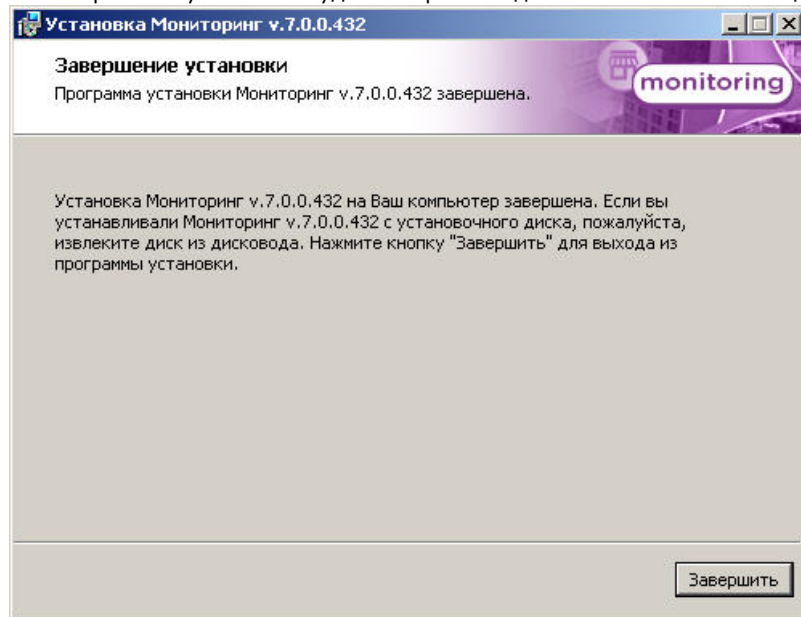 Установка Мониторинг v.7.0.0.432
Завершение установки
Программа установки Мониторинг v.7.0.0.432 завершена.
monitoring
Установка Мониторинг v.7.0.0.432 на Ваш компьютер завершена. Если вы
устанавливали Мониторинг v.7.0.0.432 с установочного диска, пожалуйста,
извлеките диск из дисковода. Нажмите кнопку "Завершить" для выхода из
программы установки.
Завершить